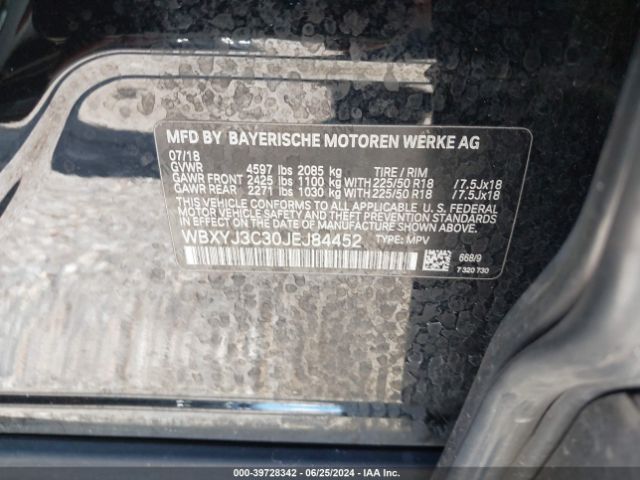 MFD BY BAYERISCHE MOTOREN WERKE AG
07/18
GVWR 4597 lbs 2085 kg TIRE / RIM
GAWR FRONT 2425 lbs 1100 kg WITH 225/50 R18 /7.5Jx18
GAWR REAR 2271 lbs 1030 kg WITH 225/50 R18 /7.5Jx18
THIS VEHICLE CONFORMS TO ALL APPLICABLE U.S. FEDERAL
MOTOR VEHICLE SAFETY AND THEFT PREVENTION STANDARDS
IN EFFECT ON THE DATE OF MANUFACTURE SHOWN ABOVE.
WBXYJ3C30JEJ84452 TYPE: MPV
668/9
7 320 730
000-39728342 | 06/25/2024 | IAA Inc.